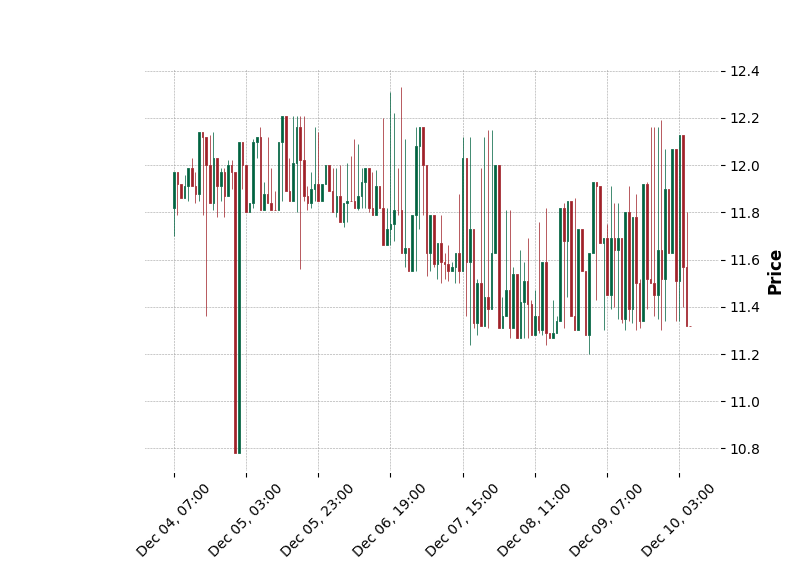 12.4
12.2
12.0
11.8
11.6
11.4
11.2
11.0
10.8
Price
Dec 04, 07:00
Dec 05, 03:00
Dec 05, 23:00
Dec 06, 19:00
Dec 07, 15:00
Dec 08, 11:00
Dec 09, 07:00
Dec 10, 03:00